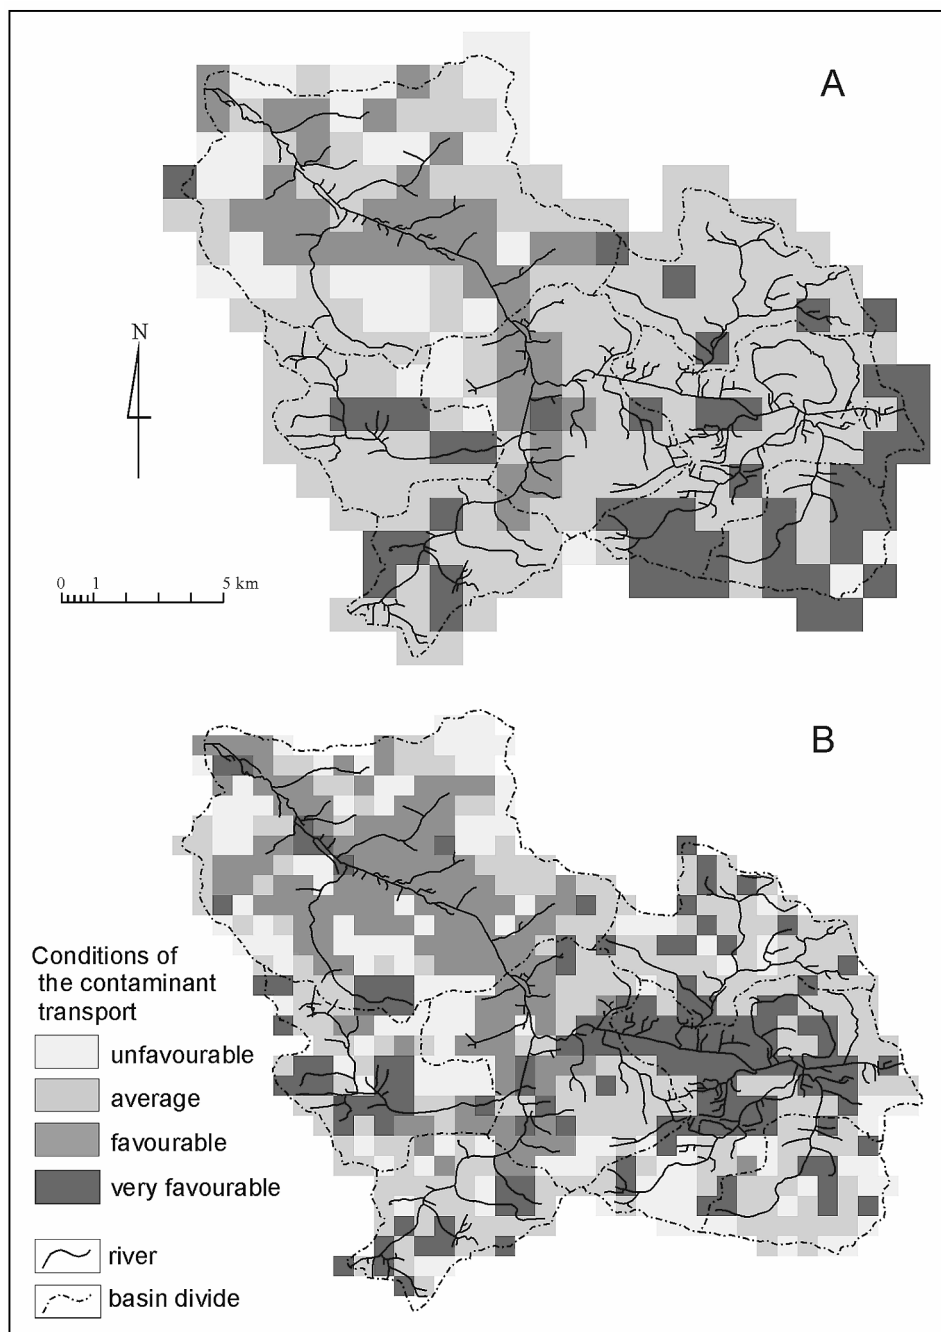 A
N
0 1 5 km
B
Conditions of
the contaminant
transport
unfavourable
average
favourable
very favourable
river
basin divide